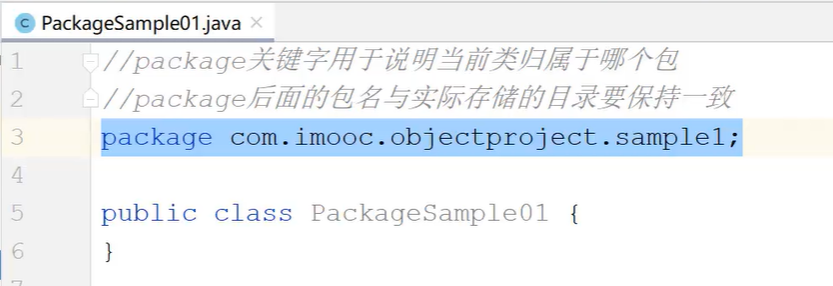 PackageSample01.java
1 //package关键字用于说明当前类归属于哪个包
2 //package后面的包名与实际存储的目录要保持一致
3 package com.imooc.objectproject.sample1;
4
5 public class PackageSample01 {
6 }
7